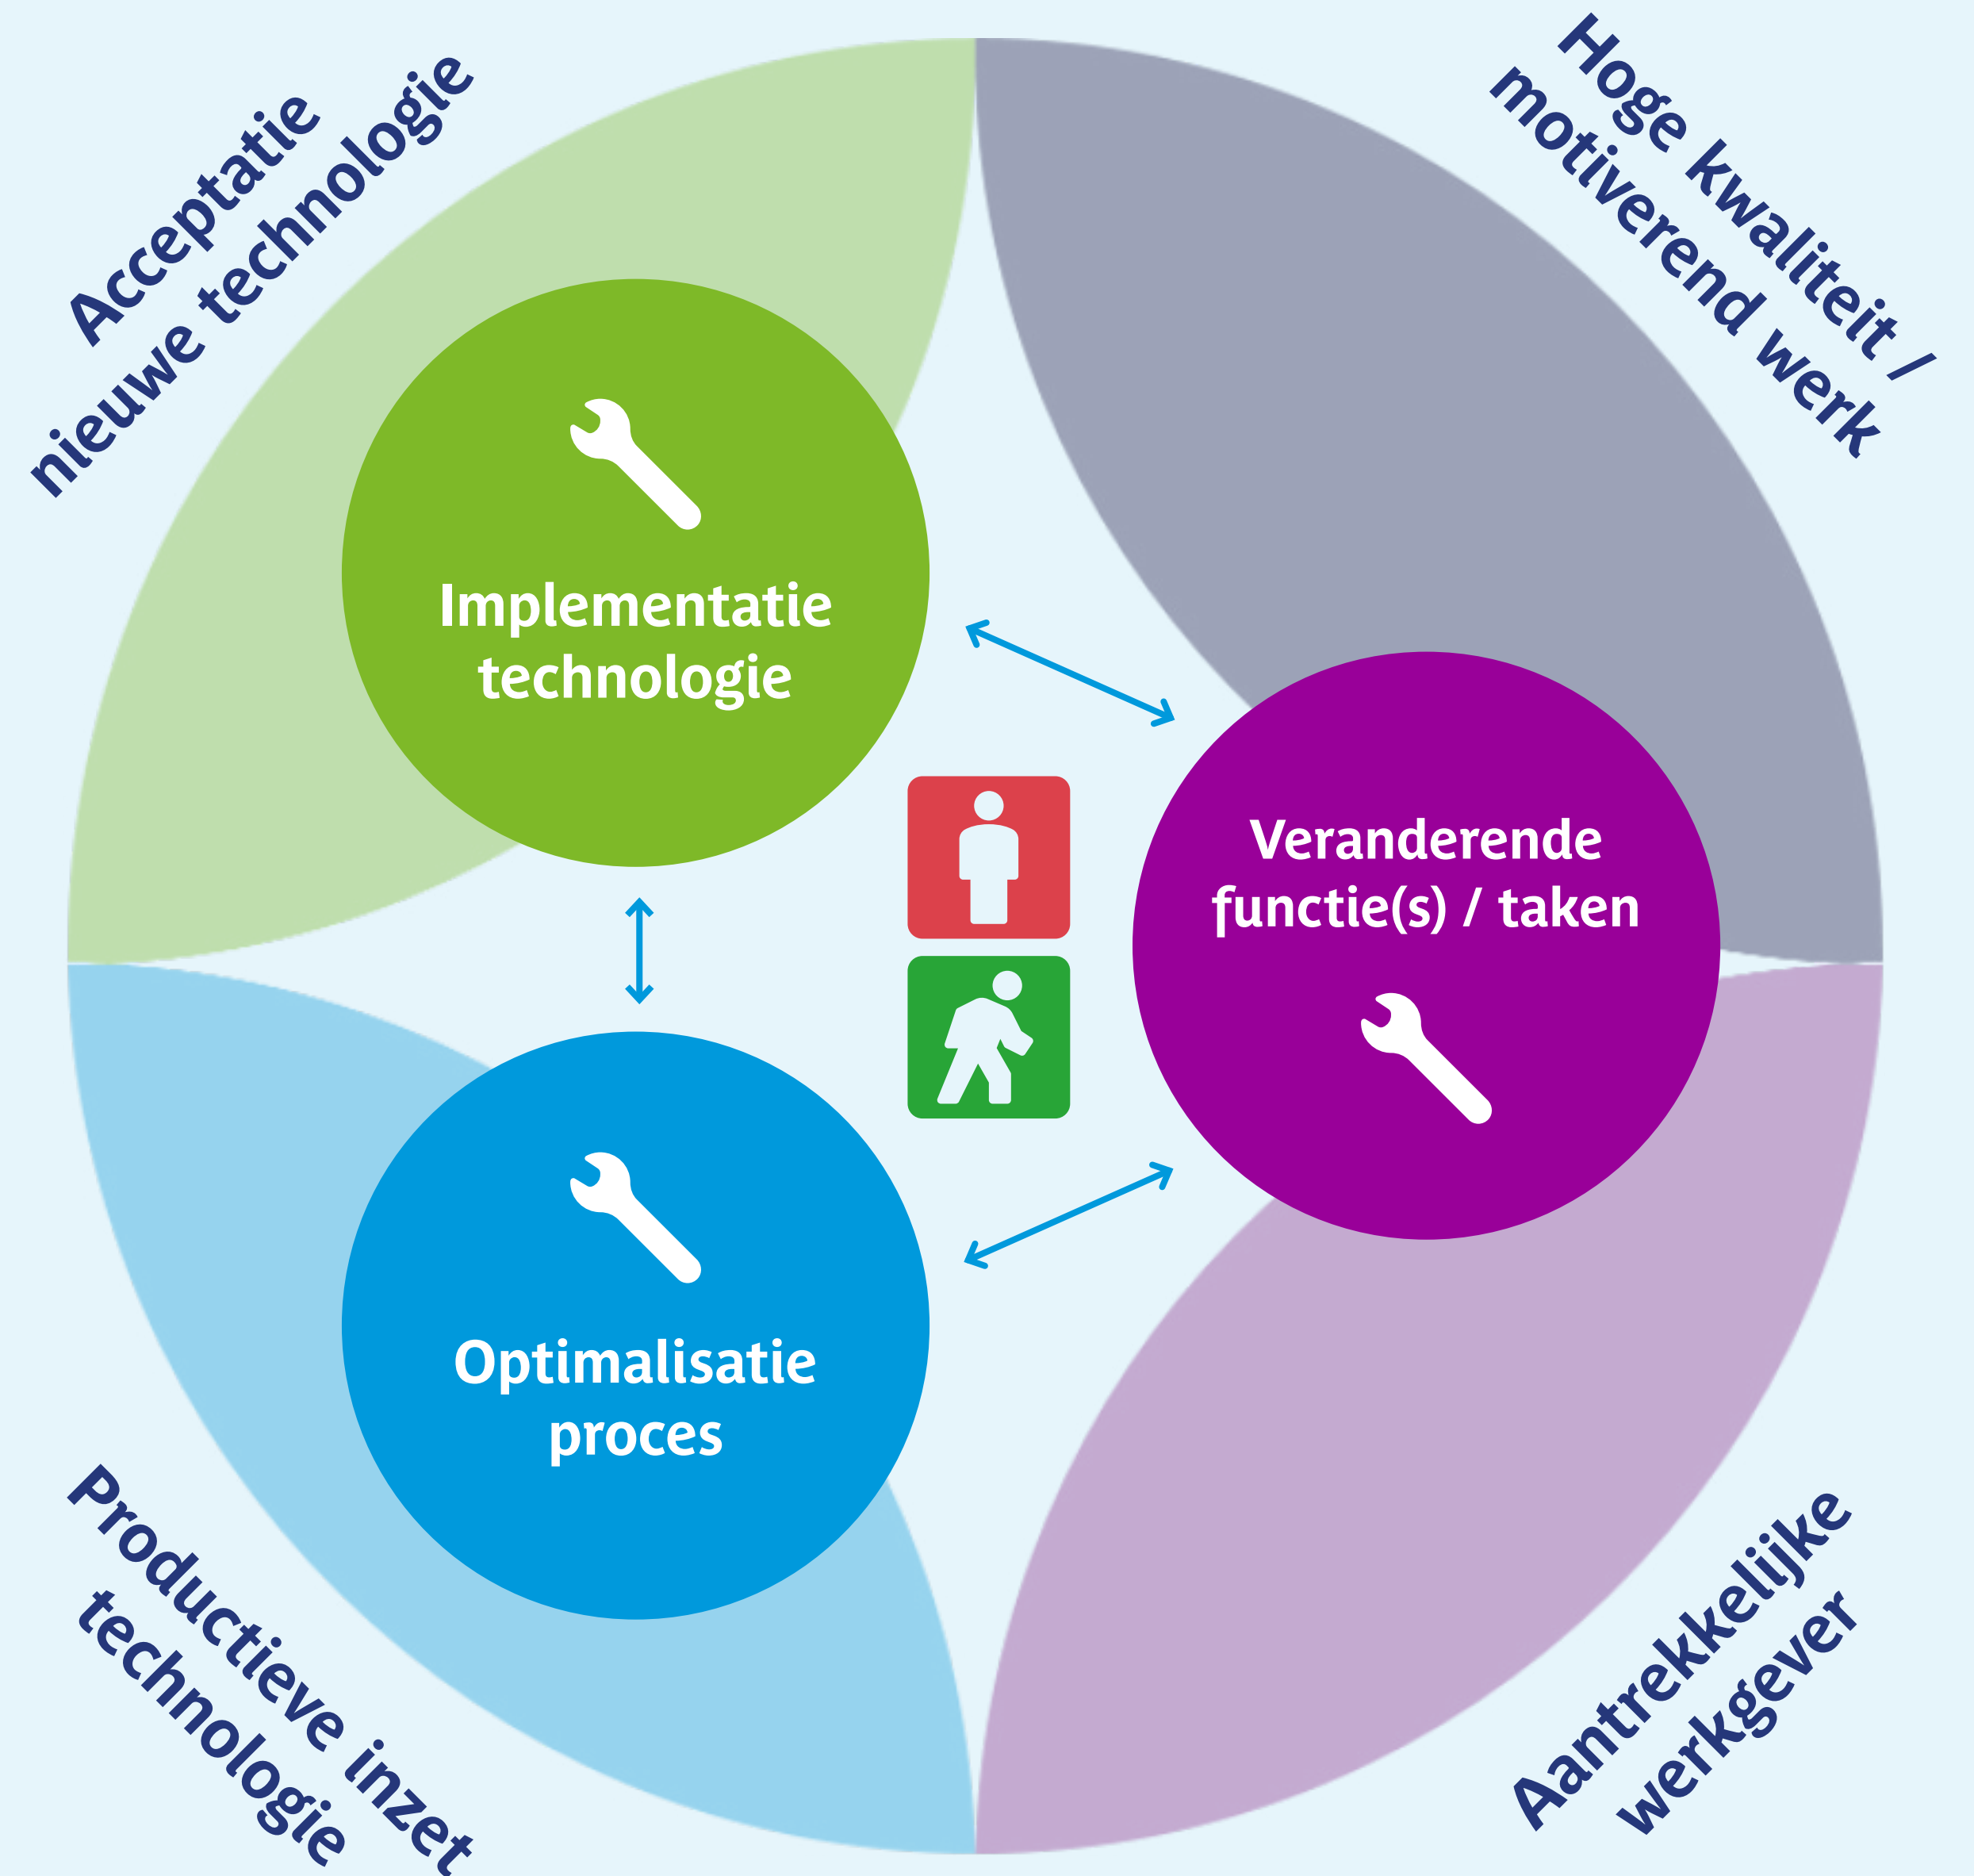 Acceptatie
nieuwe technologie
Hoge kwaliteit /
motiverend werk
Implementatie
technologie
Veranderende
functie(s) / taken
Optimalisatie
proces
Productieve inzet
technologie
Aantrekkelijke
werkgever